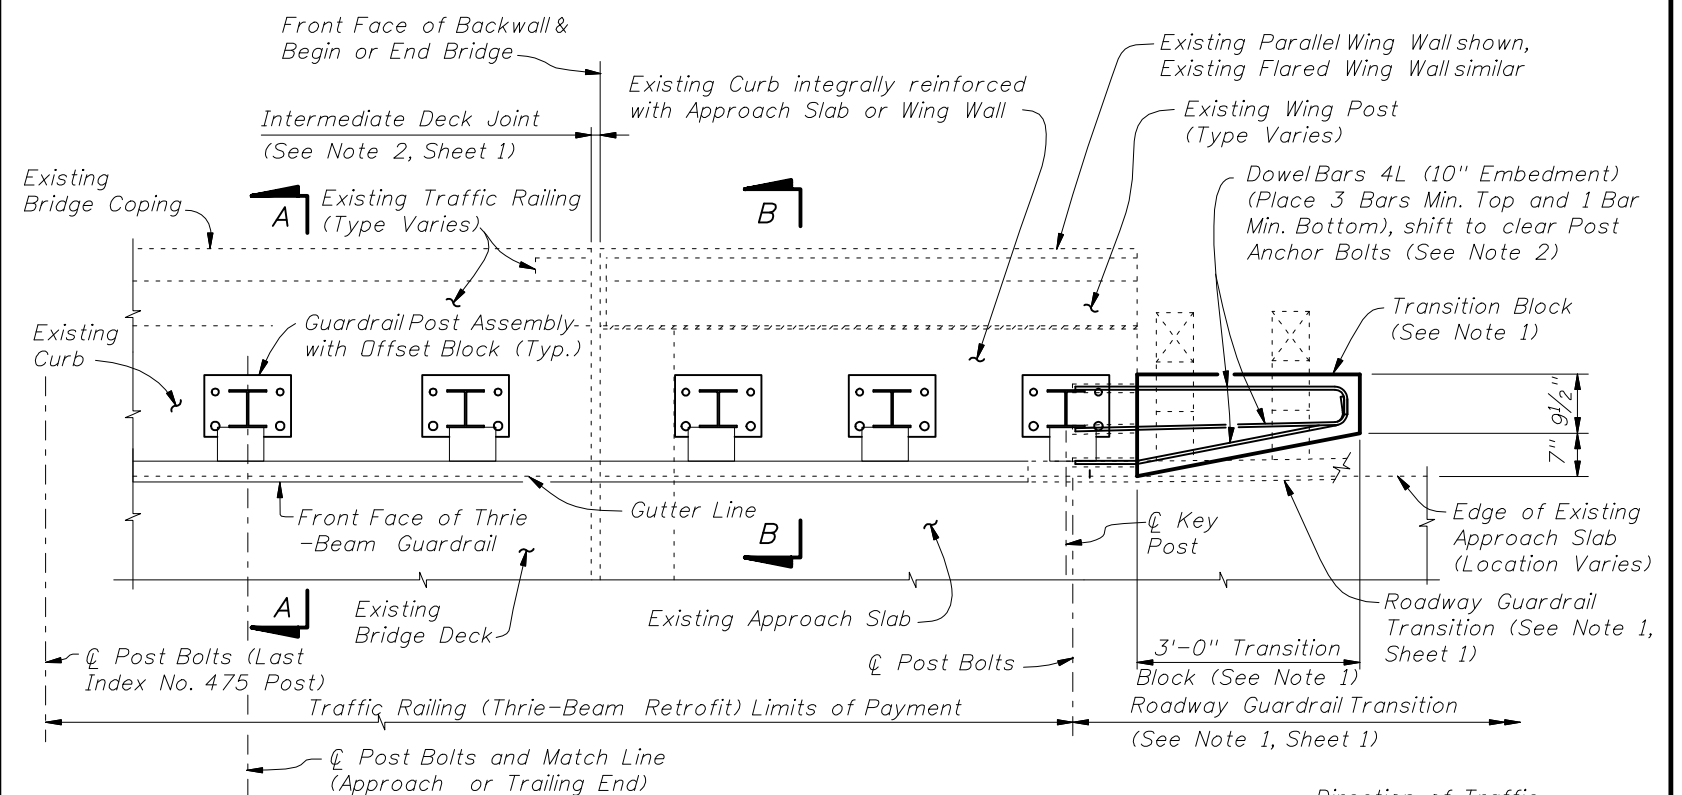 Front Face of Backwall &
Begin or End Bridge
Existing Parallel Wing Wall shown,
Existing Flared Wing Wall similar
Existing Curb integrally reinforced
with Approach Slab or Wing Wall
Existing Wing Post
(Type Varies)
Intermediate Deck Joint
(See Note 2, Sheet 1)
Existing
Bridge Coping
A
Existing Traffic Railing
(Type Varies)
B
Dowel Bars 4L (10" Embedment)
(Place 3 Bars Min. Top and 1 Bar
Min. Bottom), shift to clear Post
Anchor Bolts (See Note 2)
Existing
Curb
Guardrail Post Assembly
with Offset Block (Typ.)
Transition Block
(See Note 1)
9 1/2"
7"
Front Face of Thrie
-Beam Guardrail
Gutter Line
B
℄ Key
Post
Edge of Existing
Approach Slab
(Location Varies)
A
Existing
Bridge Deck
Existing Approach Slab
Roadway Guardrail
Transition (See Note 1,
Sheet 1)
℄ Post Bolts (Last
Index No. 475 Post)
℄ Post Bolts
3'-0" Transition
Block (See Note 1)
Traffic Railing (Thrie-Beam Retrofit) Limits of Payment
Roadway Guardrail Transition
(See Note 1, Sheet 1)
℄ Post Bolts and Match Line
(Approach or Trailing End)
Direction of Traffic